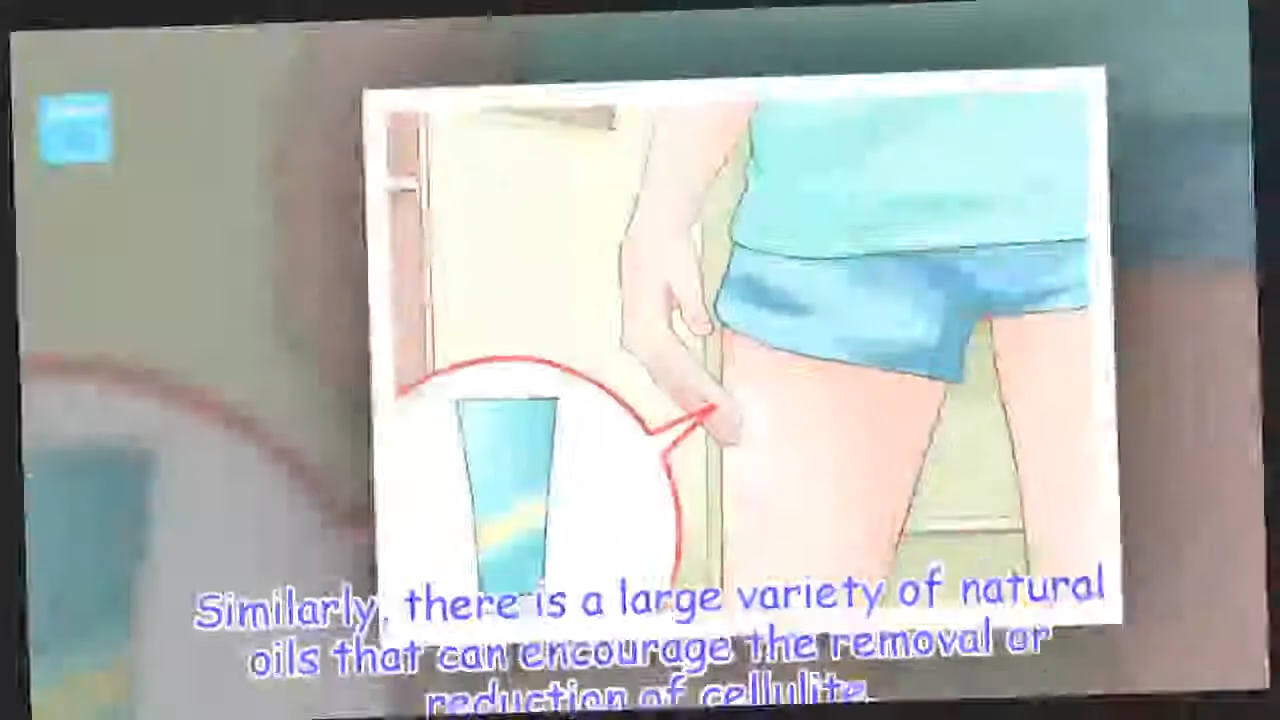 Similarly, there is a large variety of natural
oils that can encourage the removal or
reduction of cellulite.